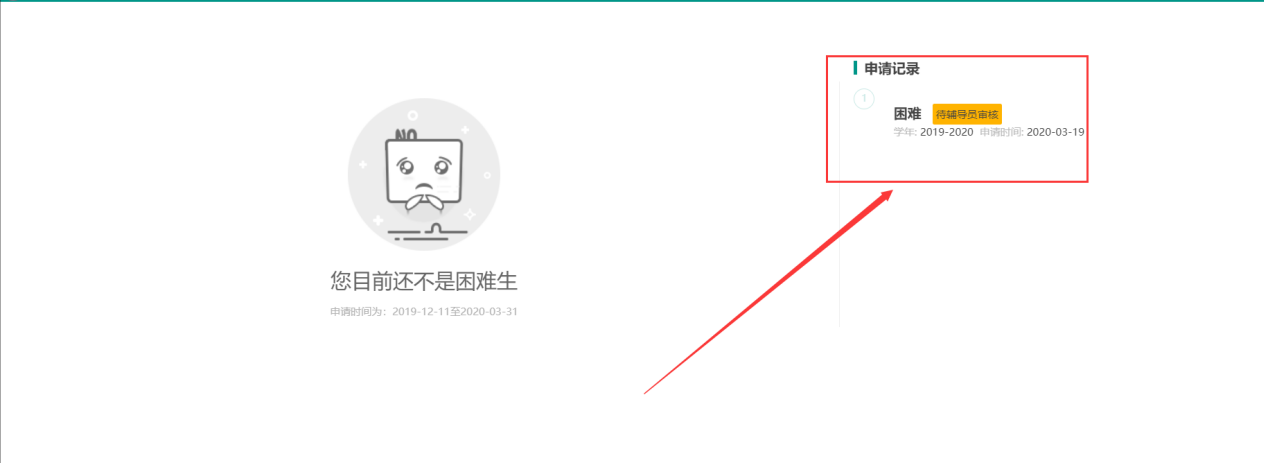 NO
您目前还不是困难生
申请时间为：2019-12-11至2020-03-31
申请记录
1
困难 待辅导员审核
学年: 2019-2020 申请时间: 2020-03-19